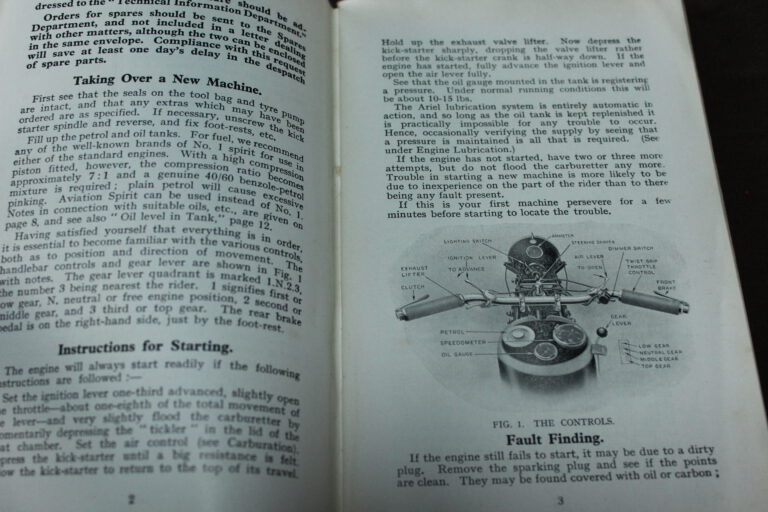 should be ad-
dressed to the "Technical Information Department."
Orders for spares should be sent to the Spares
Department, and not included in a letter dealing
with other matters, although the two can be enclosed
in the same envelope. Compliance with this request
will save at least one day's delay in the despatch
of spare parts.
Taking Over a New Machine.
First see that the seals on the tool bag and tyre pump
are intact, and that any extras which may have been
ordered are as specified. If necessary, unscrew the kick
starter spindle and reverse, and fix foot-rests, etc.
Fill up the petrol and oil tanks. For fuel, we recommend
any of the well-known brands of No. 1 spirit for use in
either of the standard engines. With a high compression
piston fitted, however, the compression ratio becomes
approximately 7:1 and a genuine 40/60 benzole-petrol
mixture is required; plain petrol will cause excessive
pinking. Aviation Spirit can be used instead of No. 1.
Notes in connection with suitable oils, etc., are given on
page 8, and see also "Oil level in Tank," page 12.
Having satisfied yourself that everything is in order,
it is essential to become familiar with the various controls,
both as to position and direction of movement. The
handlebar controls and gear lever are shown in Fig. 1
with notes. The gear lever quadrant is marked 1.N.2.3,
the number 3 being nearest the rider. 1 signifies first or
low gear, N, neutral or free engine position, 2 second or
middle gear, and 3 third or top gear. The rear brake
pedal is on the right-hand side, just by the foot-rest.
Instructions for Starting.
The engine will always start readily if the following
instructions are followed :—
Set the ignition lever one-third advanced, slightly open
the throttle—about one-eighth of the total movement of
the lever—and very slightly flood the carburetter by
momentarily depressing the "tickler" in the lid of the
float chamber. Set the air control (see Carburation).
Depress the kick-starter until a big resistance is felt.
Allow the kick-starter to return to the top of its travel.
2
Hold up the exhaust valve lifter. Now depress the
kick-starter sharply, dropping the valve lifter rather
before the kick-starter crank is half-way down. If the
engine has started, fully advance the ignition lever and
open the air lever fully.
See that the oil gauge mounted in the tank is registering
a pressure. Under normal running conditions this will
be about 10-15 lbs.
The Ariel lubrication system is entirely automatic in
action, and so long as the oil tank is kept replenished it
is practically impossible for any trouble to occur.
Hence, occasionally verifying the supply by seeing that
a pressure is maintained is all that is required. (See
under Engine Lubrication.)
If the engine has not started, have two or three more
attempts, but do not flood the carburetter any more.
Trouble in starting a new machine is more likely to be
due to inexperience on the part of the rider than to there
being any fault present.
If this is your first machine persevere for a few
minutes before starting to locate the trouble.
LIGHTING SWITCH
AMMETER
STEERING DAMPER
DIMMER SWITCH
IGNITION LEVER
AIR LEVER
EXHAUST
LIFTER
TO ADVANCE
TO OPEN
TWIST GRIP
THROTTLE
CONTROL
CLUTCH
FRONT
BRAKE
PETROL
SPEEDOMETER
OIL GAUGE
GEAR
LEVER
LOW GEAR
NEUTRAL GEAR
MIDDLE GEAR
TOP GEAR
FIG. 1. THE CONTROLS.
Fault Finding.
If the engine still fails to start, it may be due to a dirty
plug. Remove the sparking plug and see if the points
are clean. They may be found covered with oil or carbon;
3